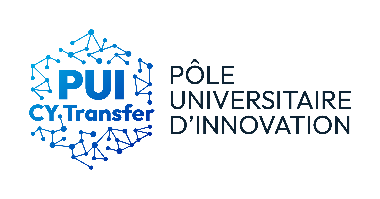 PUI
CY Transfer
PÔLE
UNIVERSITAIRE
D'INNOVATION